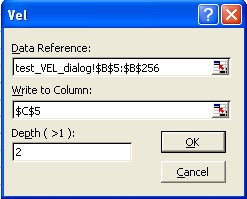 Vel
Data Reference:
test_VEL_dialog!$B$5:$B$256
Write to Column:
$C$5
Depth ( >1 ) :
2
OK
Cancel